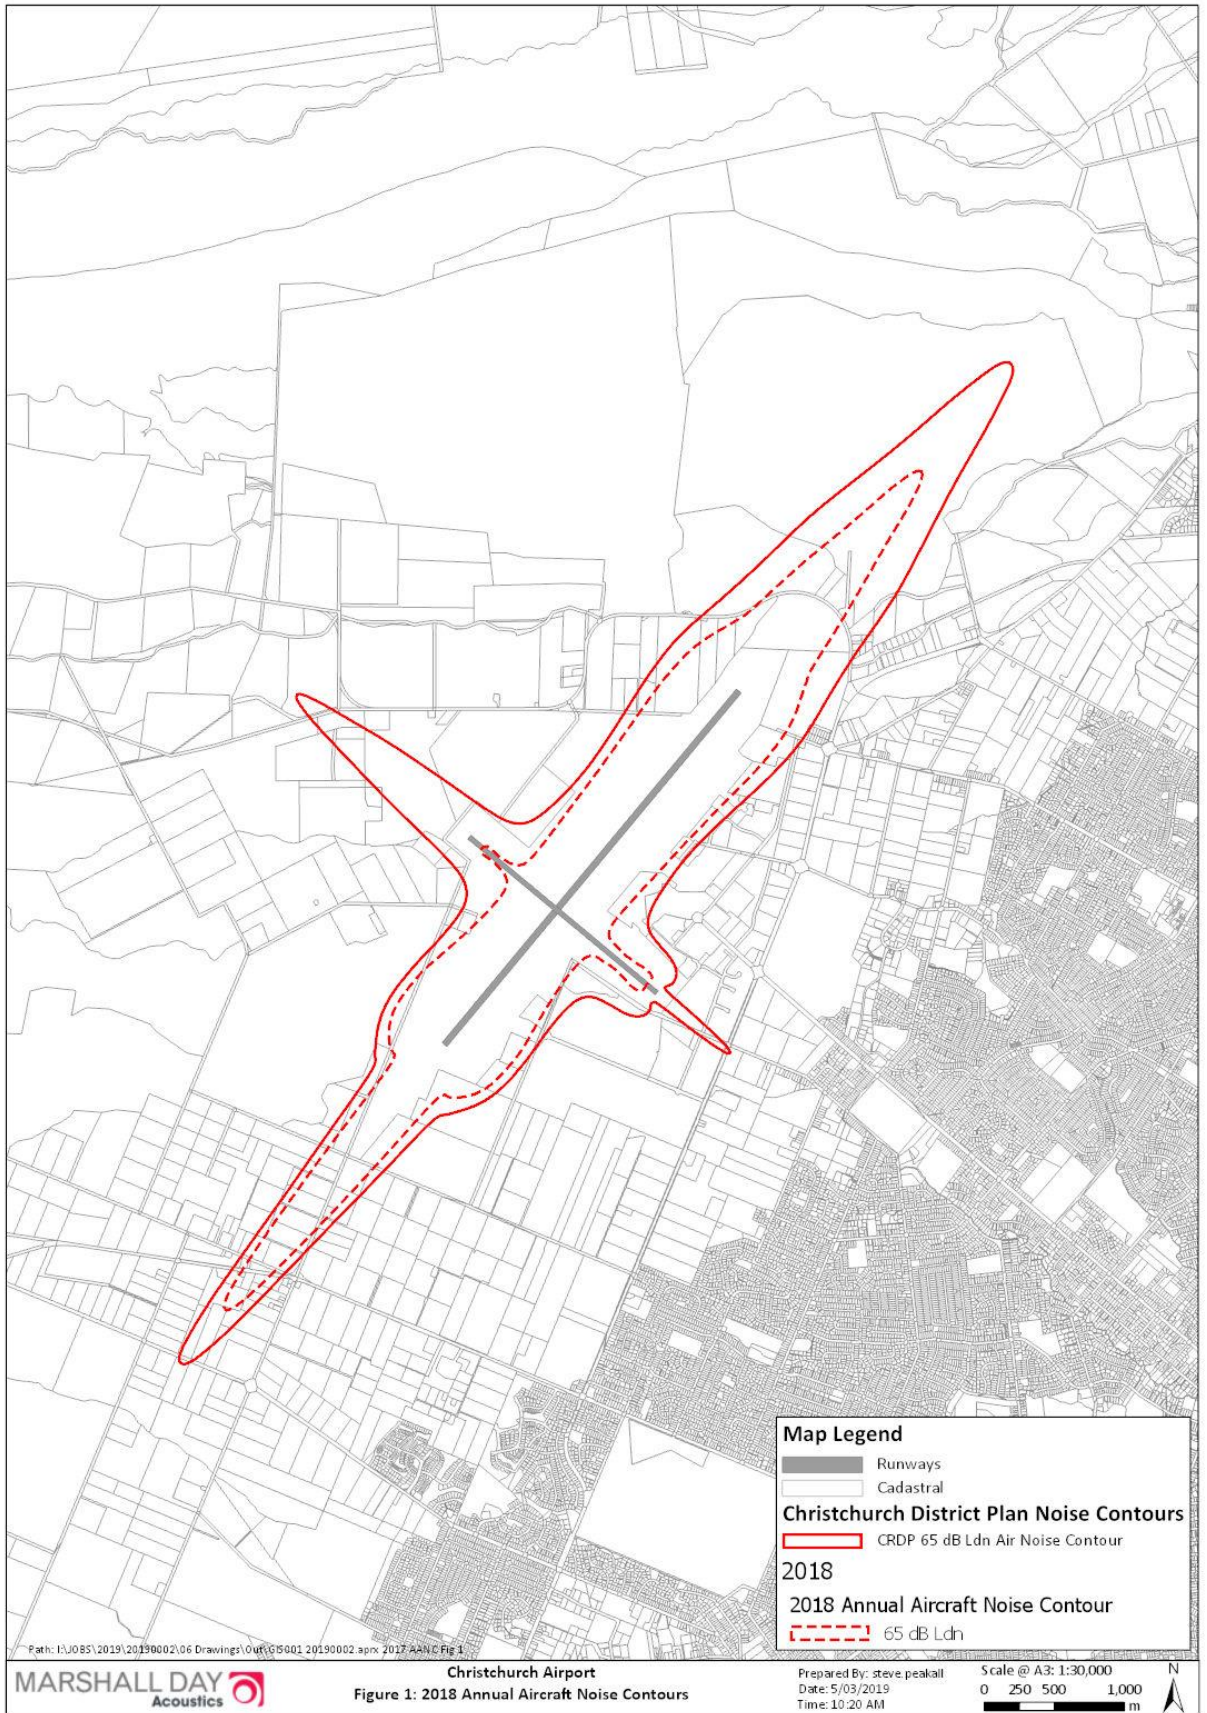 Map Legend
Runways
Cadastral
Christchurch District Plan Noise Contours
CRDP 65 dB Ldn Air Noise Contour
2018
2018 Annual Aircraft Noise Contour
65 dB Ldn
Path: I:\JOBS\2019\20190002\06 Drawings\Out\GIS001 20190002.aprx 2017 AANC Fig 1
MARSHALL DAY
Acoustics
Christchurch Airport
Figure 1: 2018 Annual Aircraft Noise Contours
Prepared By: steve.peakall
Date: 5/03/2019
Time: 10:20 AM
Scale @ A3: 1:30,000
0 250 500 1,000
m
N